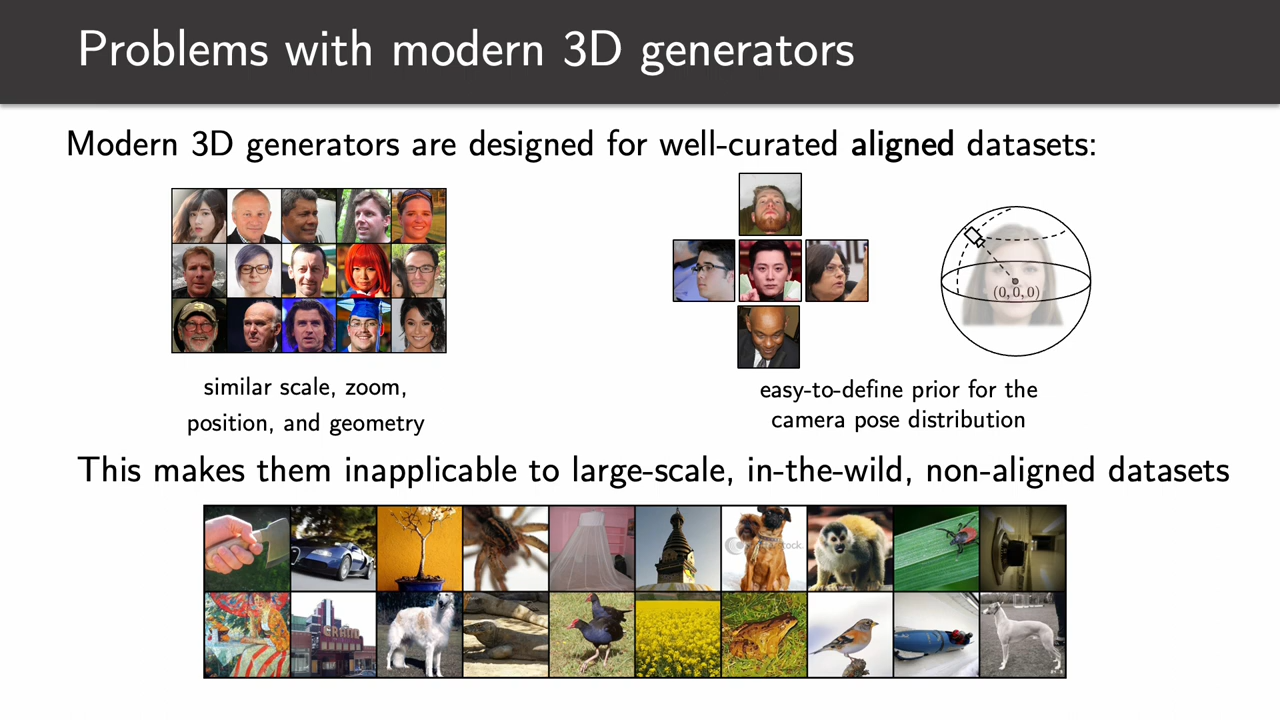 Problems with modern 3D generators
Modern 3D generators are designed for well-curated aligned datasets:
(0, 0, 0)
similar scale, zoom,
position, and geometry
easy-to-define prior for the
camera pose distribution
This makes them inapplicable to large-scale, in-the-wild, non-aligned datasets